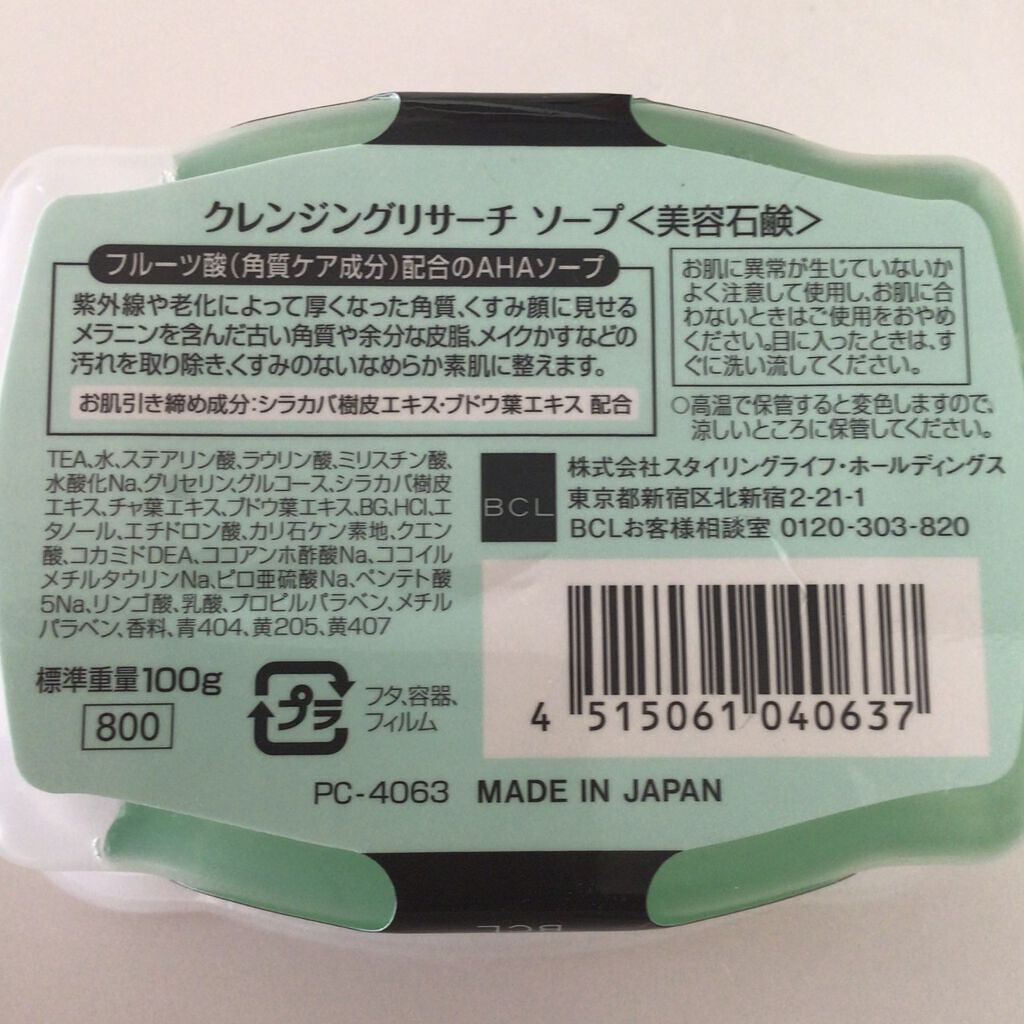 クレンジングリサーチ ソープ<美容石鹸>
フルーツ酸(角質ケア成分)配合のAHAソープ
紫外線や老化によって厚くなった角質、くすみ顔に見せる
メラニンを含んだ古い角質や余分な皮脂、メイクかすなどの
汚れを取り除き、くすみのないなめらか素肌に整えます。
お肌引き締め成分:シラカバ樹皮エキス・ブドウ葉エキス 配合
お肌に異常が生じていないか
よく注意して使用し、お肌に合
わないときはご使用をおやめ
ください。目に入ったときは、す
ぐに洗い流してください。
○高温で保管すると変色しますので、
涼しいところに保管してください。
TEA、水、ステアリン酸、ラウリン酸、ミリスチン酸、
水酸化Na、グリセリン、グルコース、シラカバ樹皮
エキス、チャ葉エキス、ブドウ葉エキス、BG、HCl、エ
タノール、エチドロン酸、カリ石ケン素地、クエン
酸、コカミドDEA、ココアンホ酢酸Na、ココイル
メチルタウリンNa、ピロ亜硫酸Na、ペンテト酸
5Na、リンゴ酸、乳酸、プロピルパラベン、メチル
パラベン、香料、青404、黄205、黄407
BCL
株式会社スタイリングライフ・ホールディングス
東京都新宿区北新宿2-21-1
BCLお客様相談室 0120-303-820
標準重量100g
800
プラ
フタ、容器、
フィルム
4 515061 040637
PC-4063 MADE IN JAPAN
BCL